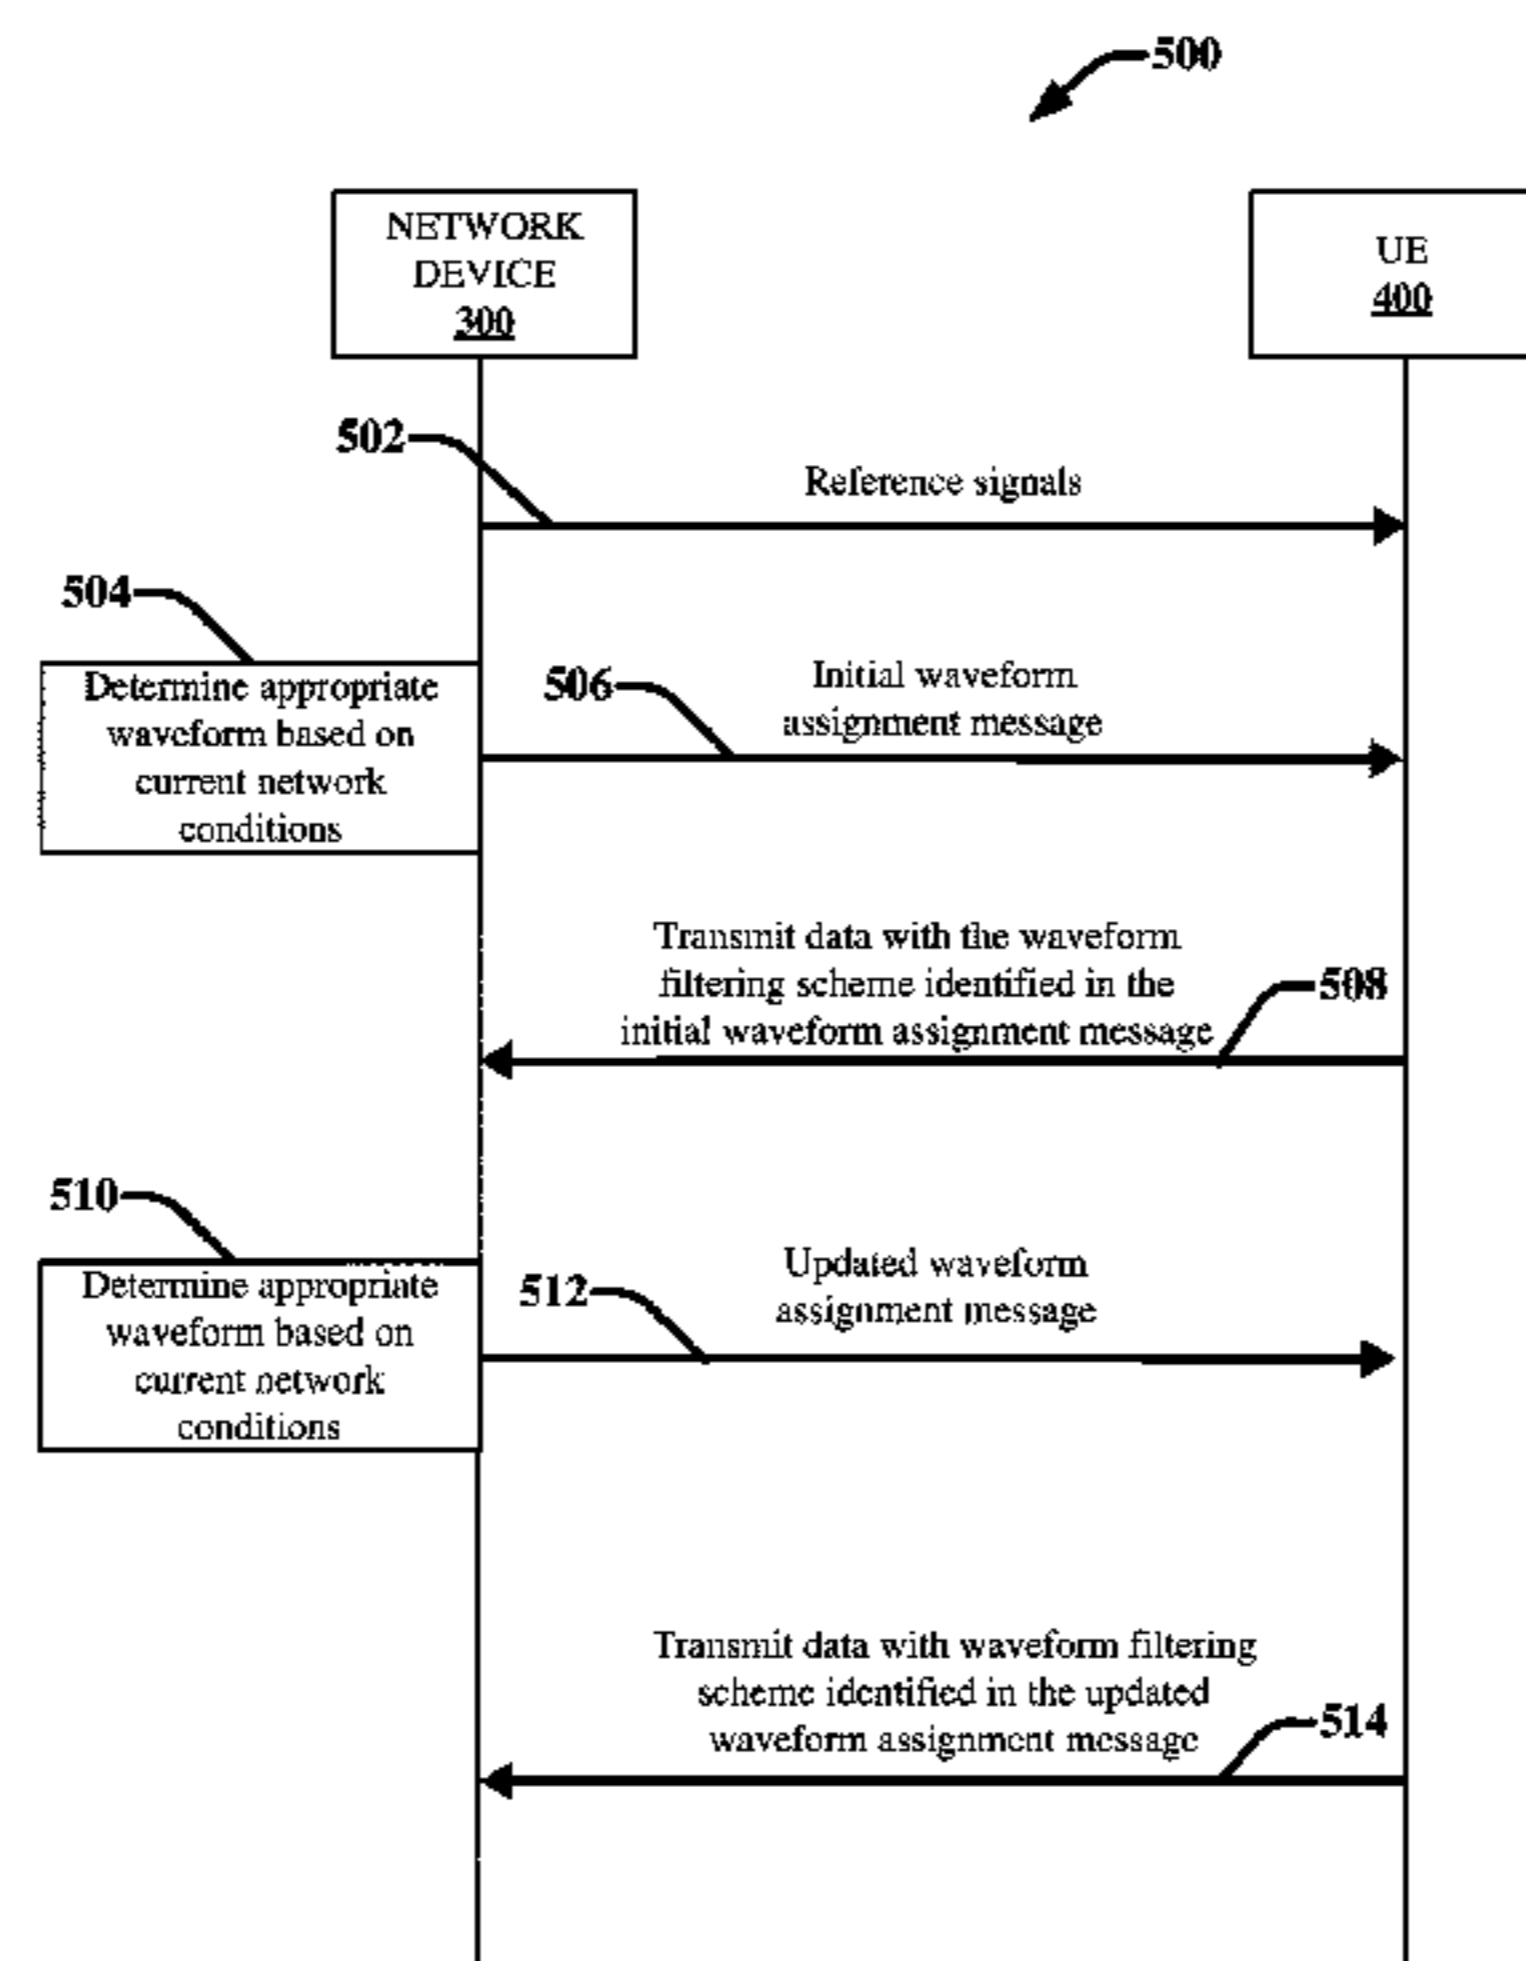 500
NETWORK
DEVICE
300
UE
400
502
Reference signals
504
Determine appropriate
waveform based on
current network
conditions
506
Initial waveform
assignment message
Transmit data with the waveform
filtering scheme identified in the
initial waveform assignment message
508
510
Determine appropriate
waveform based on
current network
conditions
512
Updated waveform
assignment message
Transmit data with waveform filtering
scheme identified in the updated
waveform assignment message
514